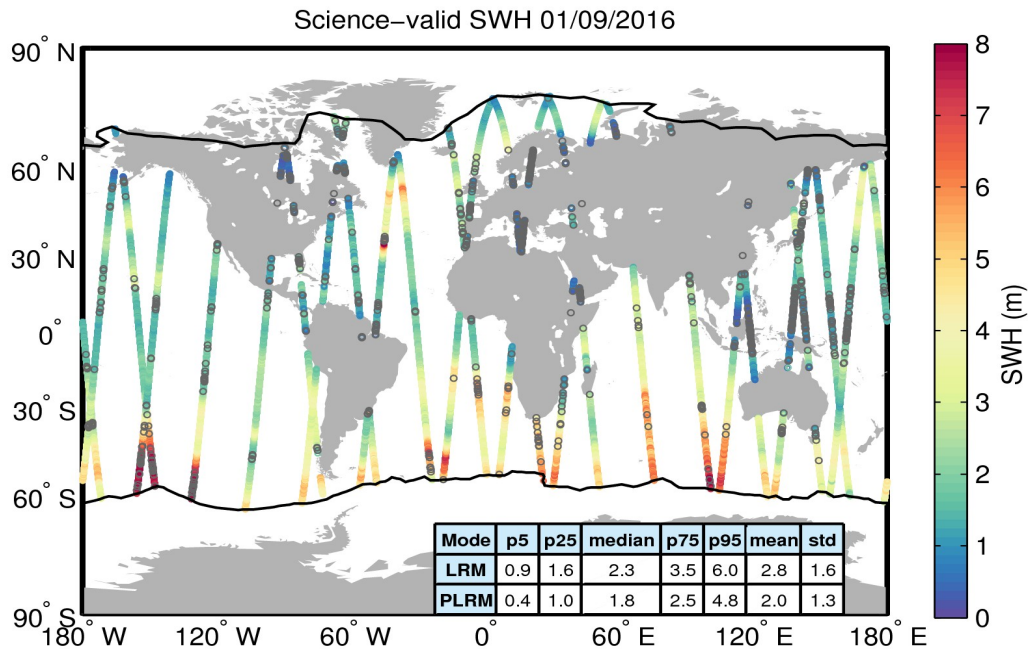 Science−valid SWH 01/09/2016
90° N
60° N
30° N
0°
30° S
60° S
90° S
180° W
120° W
60° W
0°
60° E
120° E
180° E
Mode p5 p25 median p75 p95 mean std
LRM 0.9 1.6 2.3 3.5 6.0 2.8 1.6
PLRM 0.4 1.0 1.8 2.5 4.8 2.0 1.3
8
7
6
5
4
3
2
1
0
SWH (m)